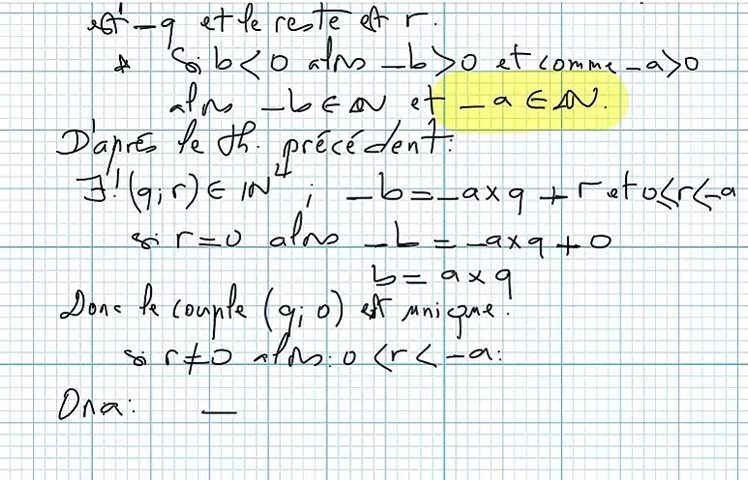 est -q et le reste est r.
* Si b<0 alors -b>0 et comme -a>0
alors -b∈ℕ et -a∈ℕ.
D'après le th. précédent:
∃!(q;r)∈ℕ² ; -b=-a×q+r et 0≤r<-a
si r=0 alors -b=-a×q+0
b=a×q
Donc le couple (q;0) est unique.
si r≠0 alors: 0<r<-a:
Ona: —